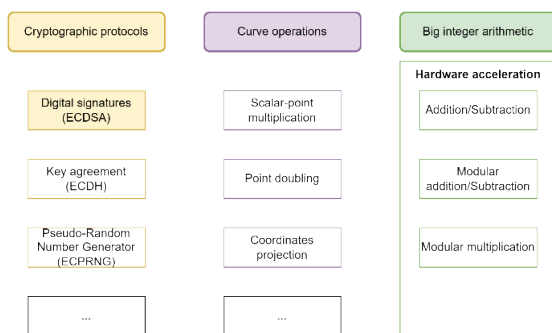 Cryptographic protocols
Curve operations
Big integer arithmetic
Hardware acceleration
Digital signatures
(ECDSA)
Scalar-point
multiplication
Addition/Subtraction
Key agreement
(ECDH)
Point doubling
Modular
addition/Subtraction
Pseudo-Random
Number Generator
(ECPRNG)
Coordinates
projection
Modular multiplication
...
...